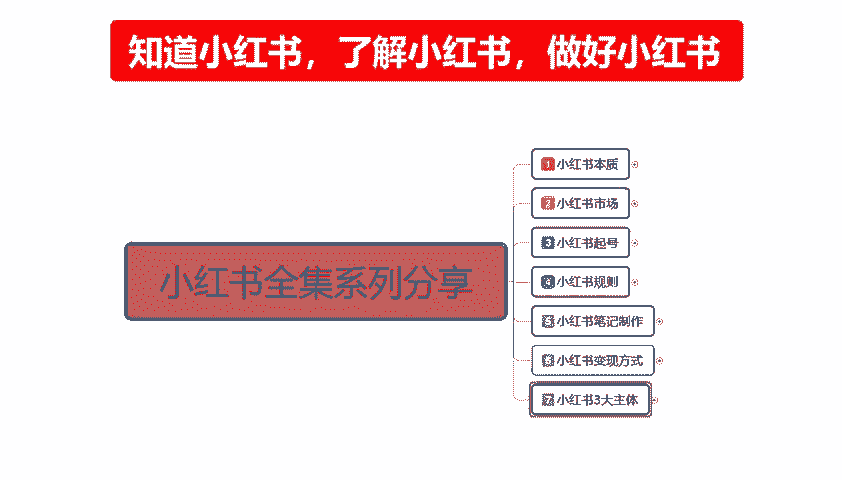 知道小红书，了解小红书，做好小红书
1 小红书本质
2 小红书市场
3 小红书起号
小红书全集系列分享
4 小红书规则
5 小红书笔记制作
6 小红书变现方式
7 小红书3大主体